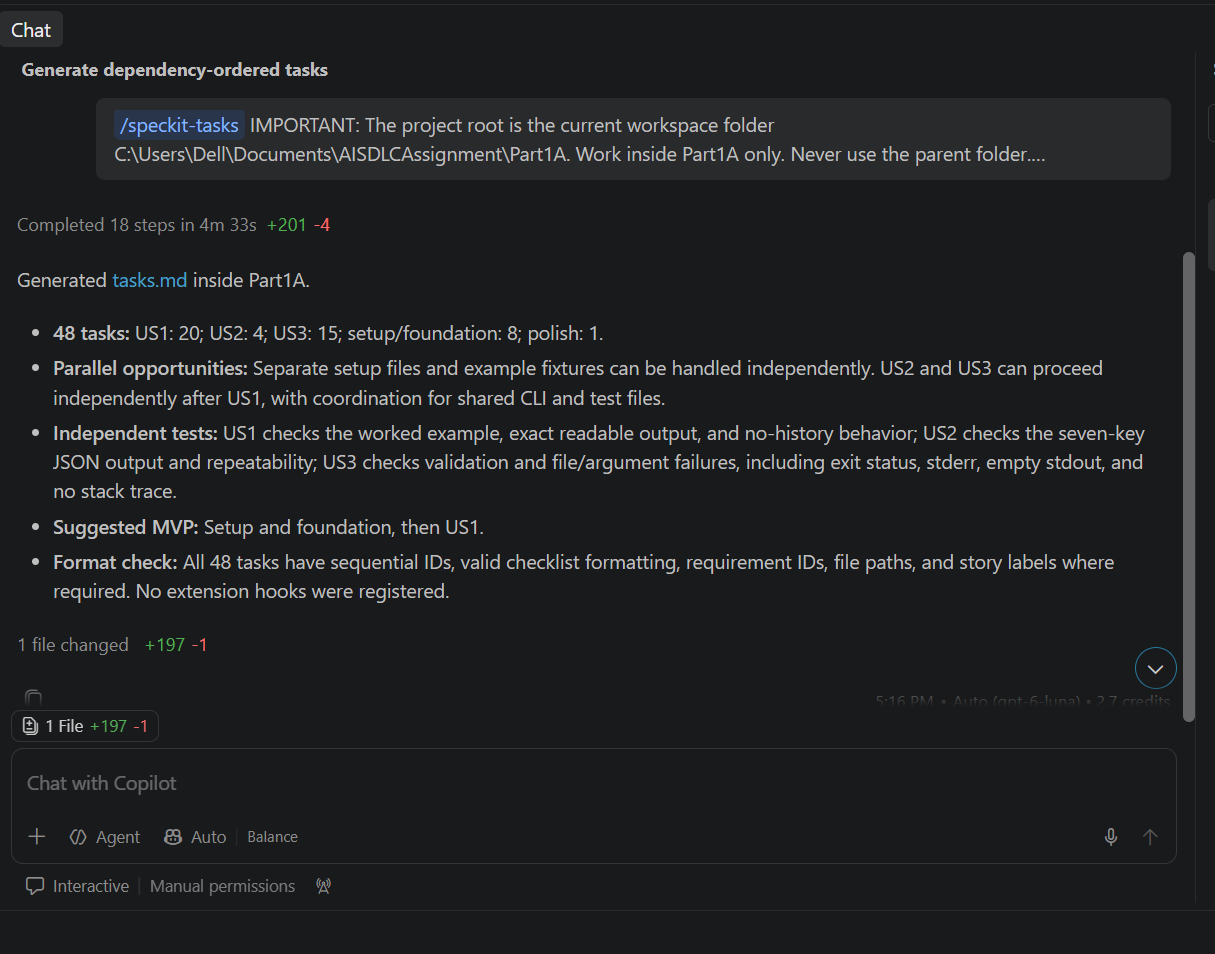 Chat
Generate dependency-ordered tasks
/speckit-tasks IMPORTANT: The project root is the current workspace folder
C:\Users\Dell\Documents\AISDLCAssignment\Part1A. Work inside Part1A only. Never use the parent folder....
Completed 18 steps in 4m 33s +201 -4
Generated tasks.md inside Part1A.
• 48 tasks: US1: 20; US2: 4; US3: 15; setup/foundation: 8; polish: 1.
• Parallel opportunities: Separate setup files and example fixtures can be handled independently. US2 and US3 can proceed
independently after US1, with coordination for shared CLI and test files.
• Independent tests: US1 checks the worked example, exact readable output, and no-history behavior; US2 checks the seven-key
JSON output and repeatability; US3 checks validation and file/argument failures, including exit status, stderr, empty stdout, and
no stack trace.
• Suggested MVP: Setup and foundation, then US1.
• Format check: All 48 tasks have sequential IDs, valid checklist formatting, requirement IDs, file paths, and story labels where
required. No extension hooks were registered.
1 file changed +197 -1
5:16 PM • Auto (gpt-6-luna) • 2.7 credits
1 File +197 -1
Chat with Copilot
Agent Auto Balance
Interactive Manual permissions